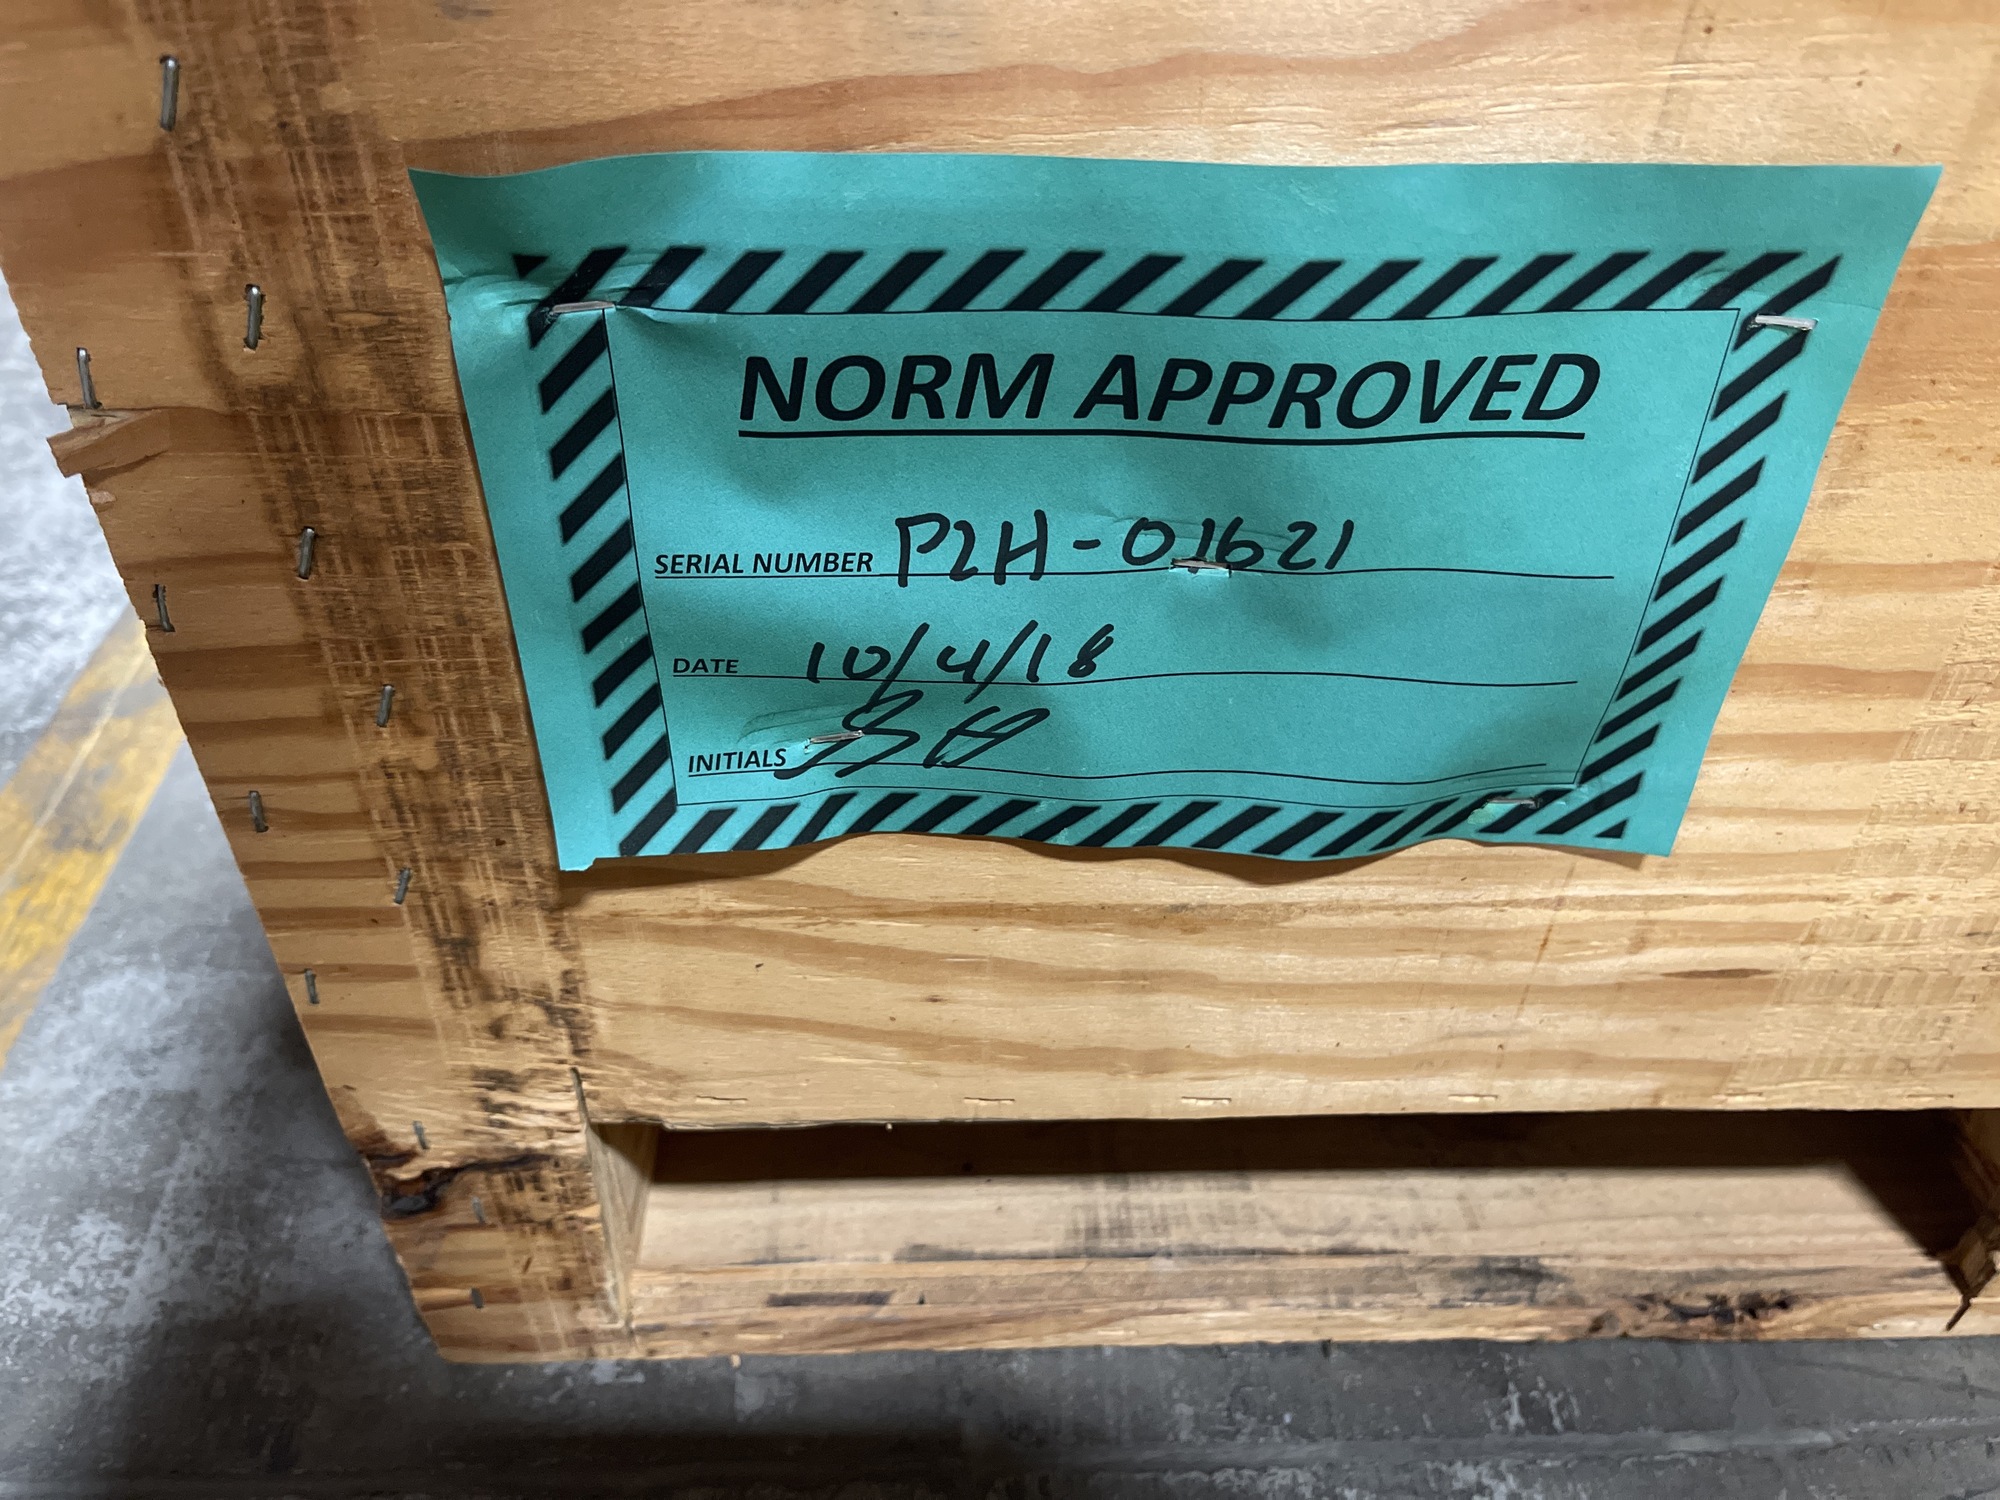 NORM APPROVED
SERIAL NUMBER P2H-01621
DATE 10/4/18
INITIALS